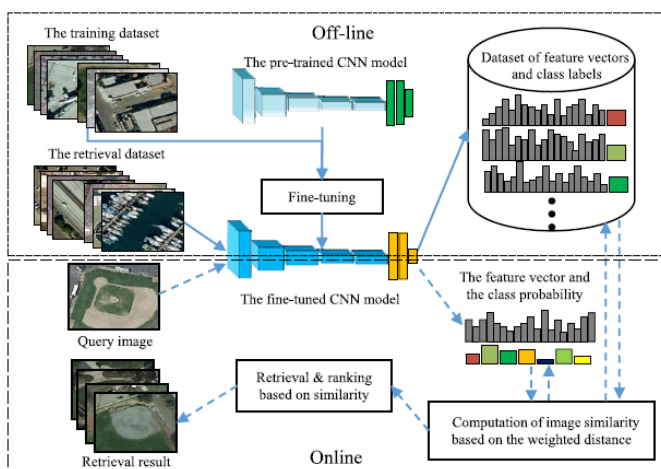 The training dataset
Off-line
The pre-trained CNN model
Dataset of feature vectors
and class labels
The retrieval dataset
Fine-tuning
The fine-tuned CNN model
Query image
The feature vector and
the class probability
Retrieval & ranking
based on similarity
Computation of image similarity
based on the weighted distance
Retrieval result
Online